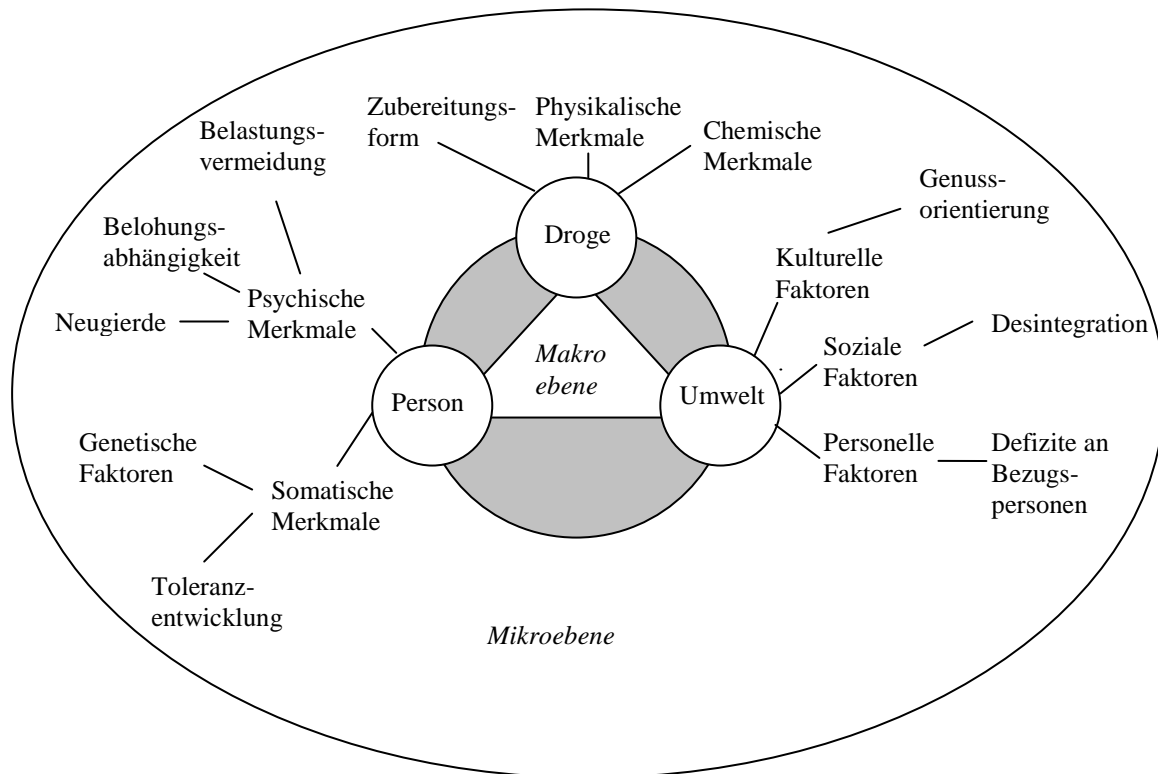 Zubereitungs-
form
Physikalische
Merkmale
Chemische
Merkmale
Belastungs-
vermeidung
Genuss-
orientierung
Belohungs-
abhängigkeit
Droge
Kulturelle
Faktoren
Neugierde
Psychische
Merkmale
Makro
ebene
Soziale
Faktoren
Desintegration
Person
Umwelt
Genetische
Faktoren
Somatische
Merkmale
Personelle
Faktoren
Defizite an
Bezugs-
personen
Toleranz-
entwicklung
Mikroebene